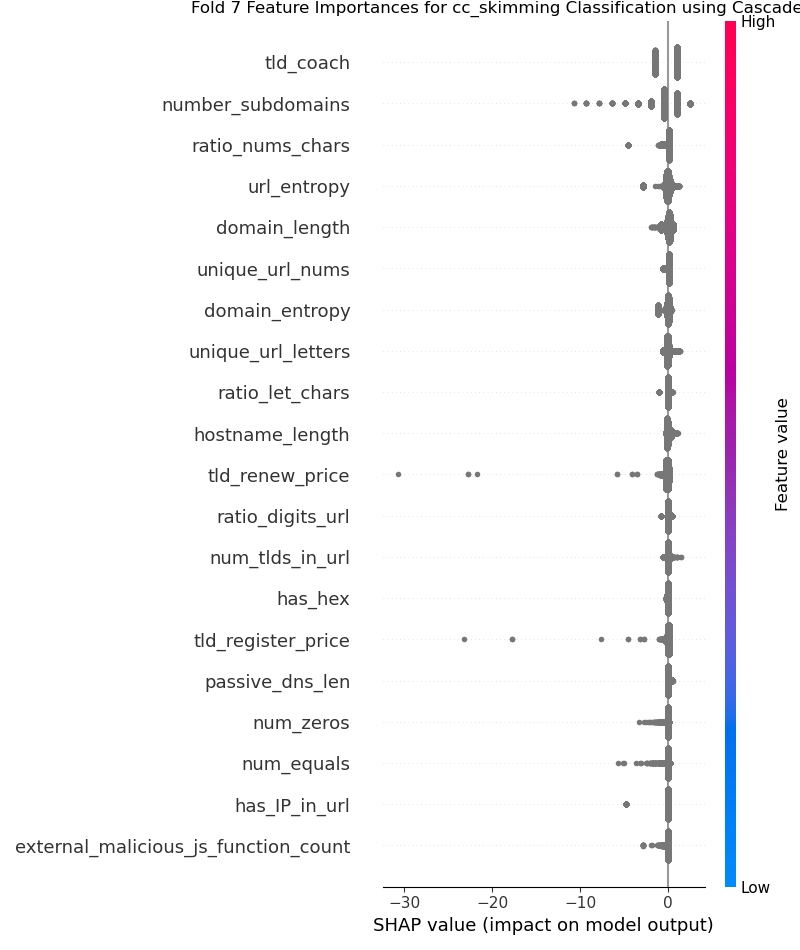 Fold 7 Feature Importances for cc_skimming Classification using Cascade
High
tld_coach
number_subdomains
ratio_nums_chars
url_entropy
domain_length
unique_url_nums
domain_entropy
unique_url_letters
ratio_let_chars
hostname_length
tld_renew_price
ratio_digits_url
num_tlds_in_url
has_hex
tld_register_price
passive_dns_len
num_zeros
num_equals
has_IP_in_url
external_malicious_js_function_count
Feature value
Low
−30 −20 −10 0
SHAP value (impact on model output)